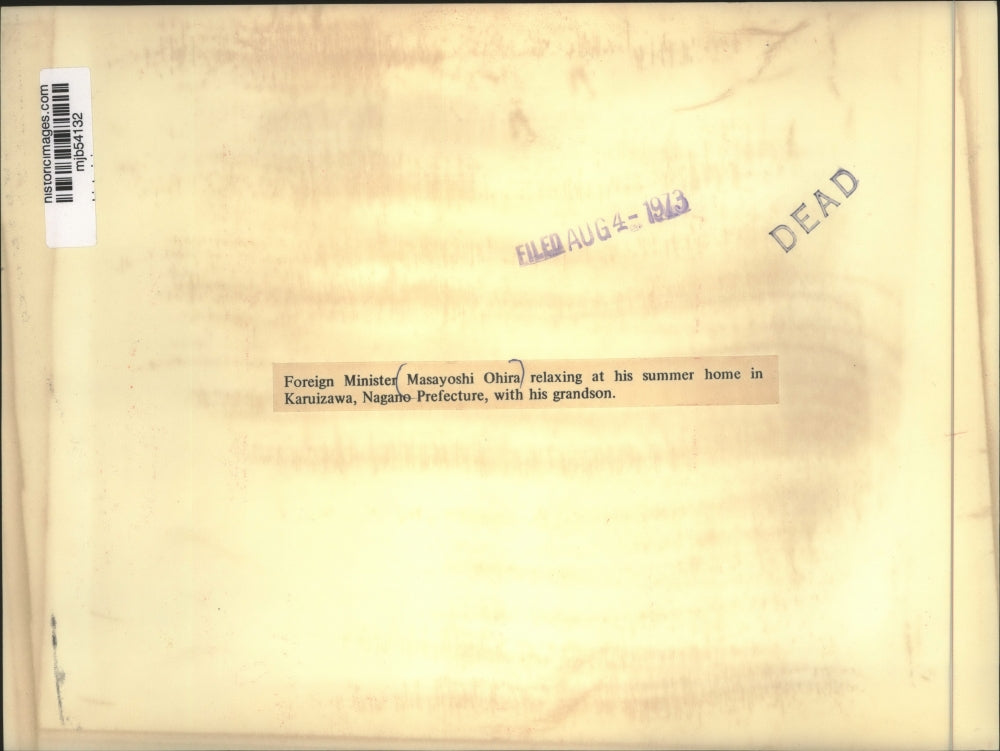 historicimages.com
mjb54132
FILED AUG 4 - 1973
DEAD
Foreign Minister (Masayoshi Ohira) relaxing at his summer home in
Karuizawa, Nagano Prefecture, with his grandson.